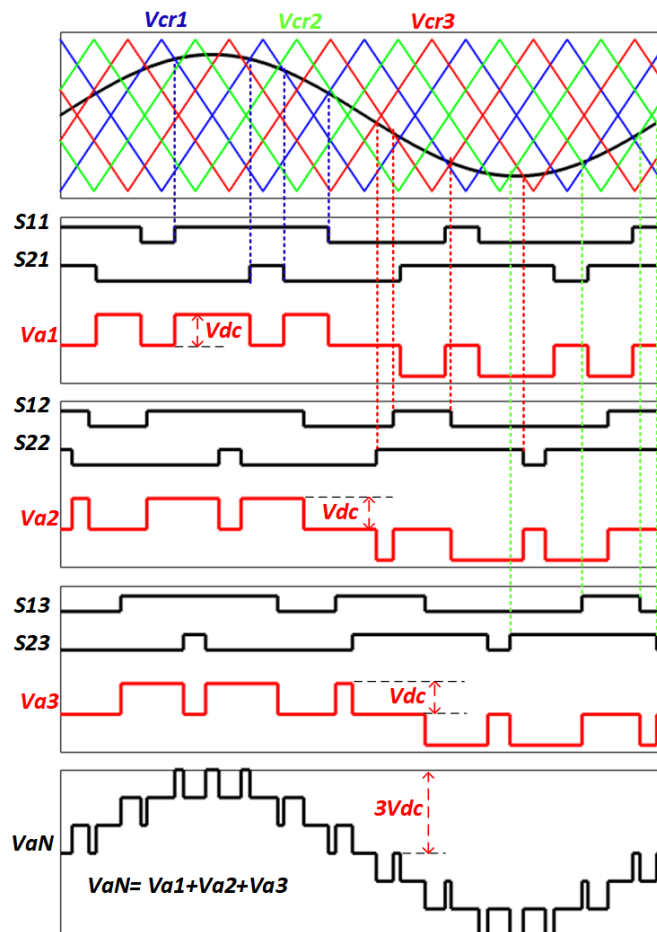 Vcr1 Vcr2 Vcr3
S11
S21
Va1
Vdc
S12
S22
Va2
Vdc
S13
S23
Va3
Vdc
3Vdc
VaN
VaN= Va1+Va2+Va3